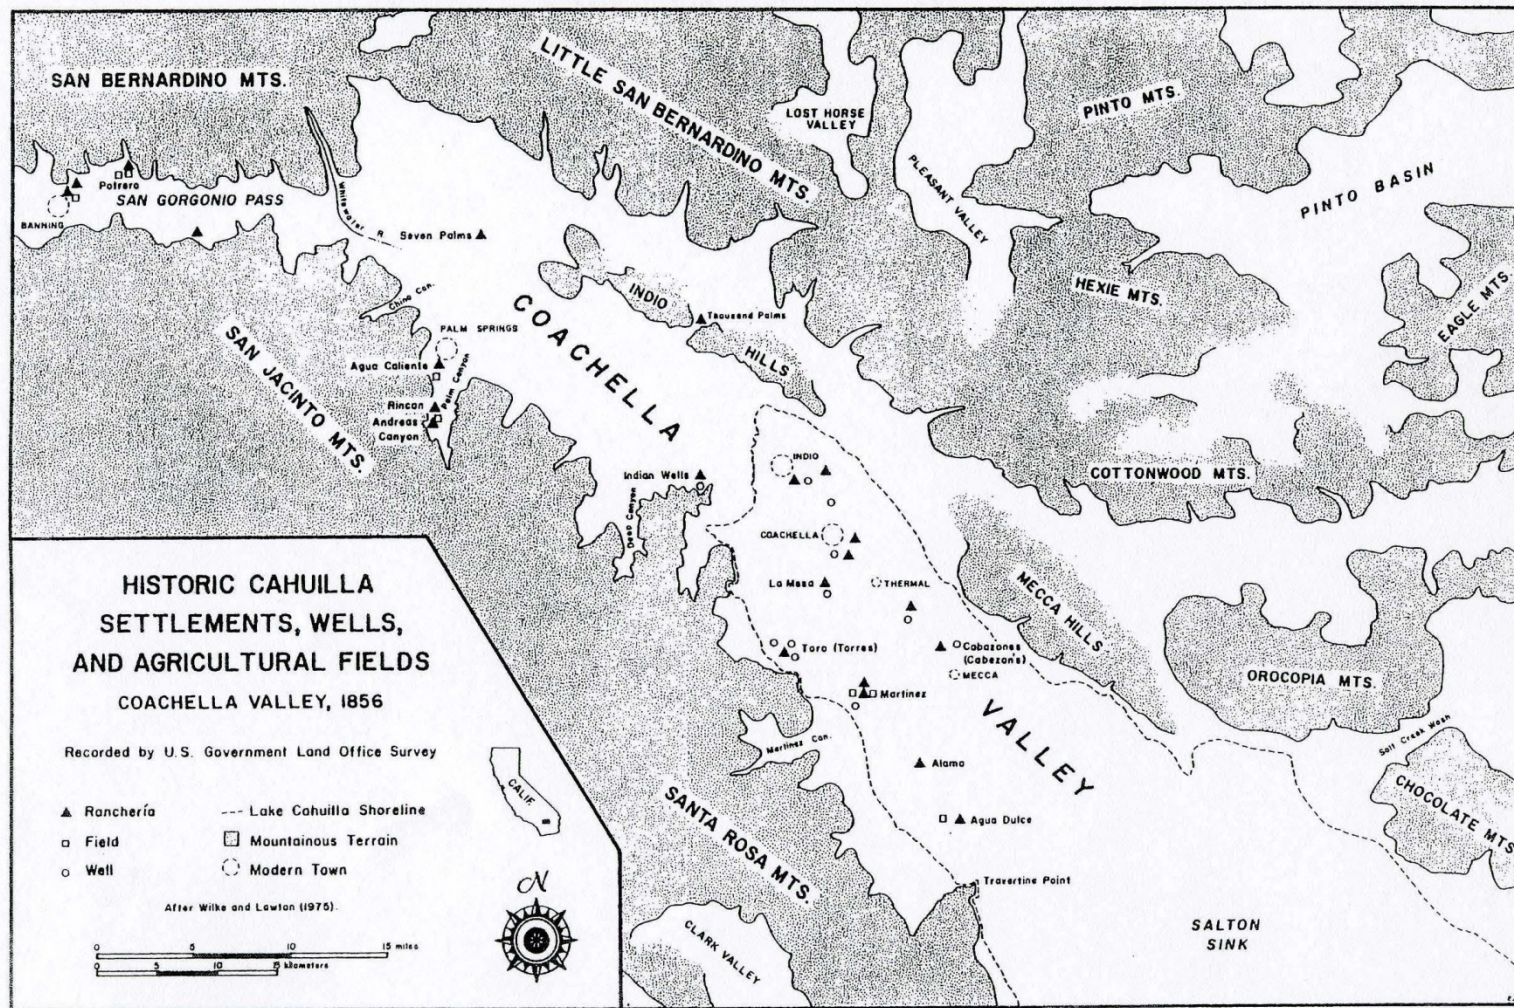 SAN BERNARDINO MTS.
LITTLE SAN BERNARDINO MTS.
LOST HORSE
VALLEY
PINTO MTS.
PLEASANT VALLEY
PINTO BASIN
Potrero
SAN GORGONIO PASS
BANNING
Whitewater R.
Seven Palms
Chino Can.
INDIO
HILLS
Thousand Palms
HEXIE MTS.
EAGLE MTS.
COACHELLA
VALLEY
SAN JACINTO MTS.
PALM SPRINGS
Agua Caliente
Palm Canyon
Rincon
Andreas
Canyon
Indian Wells
Deep Canyon
INDIO
COTTONWOOD MTS.
COACHELLA
La Mesa
THERMAL
MECCA HILLS
Toro (Torres)
Cabazones
(Cabezon's)
MECCA
OROCOPIA MTS.
Martinez
Martinez Can.
Salt Creek Wash
Alamo
CHOCOLATE MTS.
SANTA ROSA MTS.
Agua Dulce
Travertine Point
SALTON
SINK
CLARK VALLEY
HISTORIC CAHUILLA
SETTLEMENTS, WELLS,
AND AGRICULTURAL FIELDS
COACHELLA VALLEY, 1856
Recorded by U.S. Government Land Office Survey
CALIF.
Ranchería
Field
Well
Lake Cahuilla Shoreline
Mountainous Terrain
Modern Town
After Wilke and Lawton (1975).
N
0 5 10 15 miles
0 5 10 15 kilometers